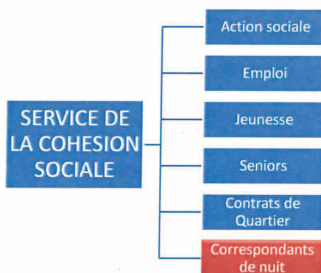 SERVICE DE
LA COHESION
SOCIALE
Action sociale
Emploi
Jeunesse
Seniors
Contrats de
Quartier
Correspondants
de nuit